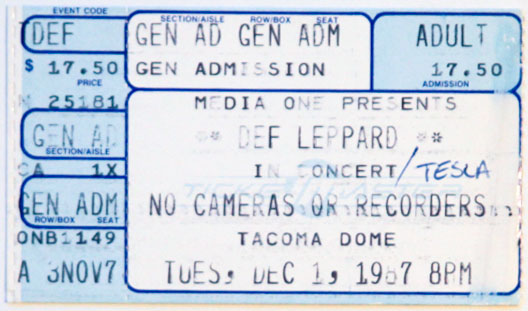 EVENT CODE
DEF
$ 17.50
PRICE
25181
GEN AD
SECTION/AISLE
CA 1X
GEN ADM
ROW/BOX SEAT
ONB1149
A 3NOV7
SECTION/AISLE ROW/BOX SEAT
GEN AD GEN ADM
GEN ADMISSION
ADULT
17.50
ADMISSION
MEDIA ONE PRESENTS
** DEF LEPPARD **
IN CONCERT / TESLA
NO CAMERAS OR RECORDERS
TACOMA DOME
TUES, DEC 1, 1987 8PM